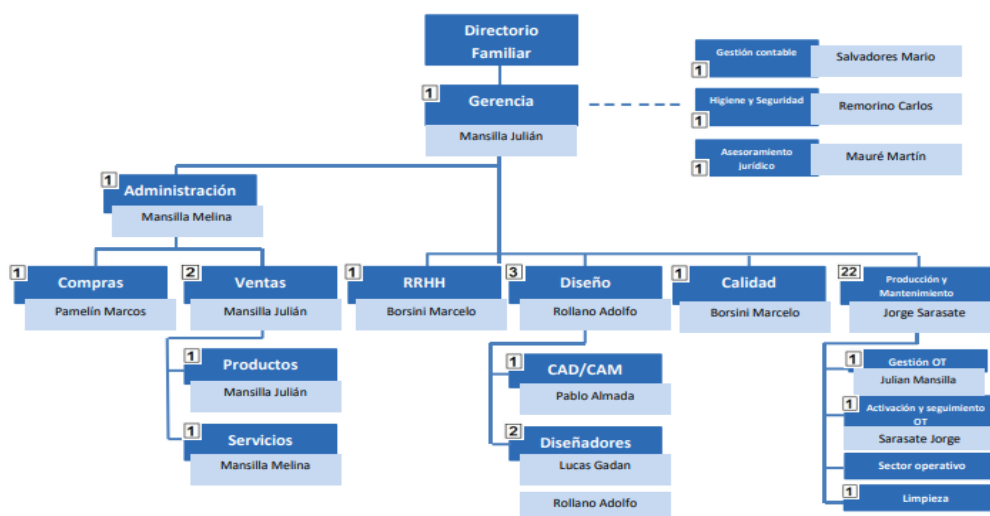 Directorio
Familiar
1
Gerencia
Mansilla Julián
Gestión contable
1
Salvadores Mario
Higiene y Seguridad
1
Remorino Carlos
Asesoramiento
jurídico
1
Mauré Martín
1
Administración
Mansilla Melina
1
Compras
Pamelín Marcos
2
Ventas
Mansilla Julián
1
RRHH
Borsini Marcelo
3
Diseño
Rollano Adolfo
1
Calidad
Borsini Marcelo
22
Producción y
Mantenimiento
Jorge Sarasate
1
Productos
Mansilla Julián
1
Servicios
Mansilla Melina
1
CAD/CAM
Pablo Almada
2
Diseñadores
Lucas Gadan
Rollano Adolfo
1
Gestión OT
Julian Mansilla
1
Activación y seguimiento
OT
Sarasate Jorge
Sector operativo
1
Limpieza